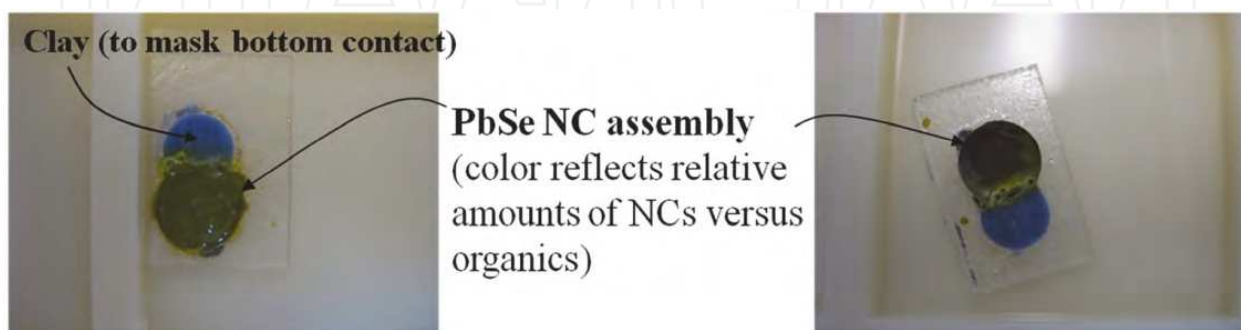 Clay (to mask bottom contact)
PbSe NC assembly
(color reflects relative
amounts of NCs versus
organics)